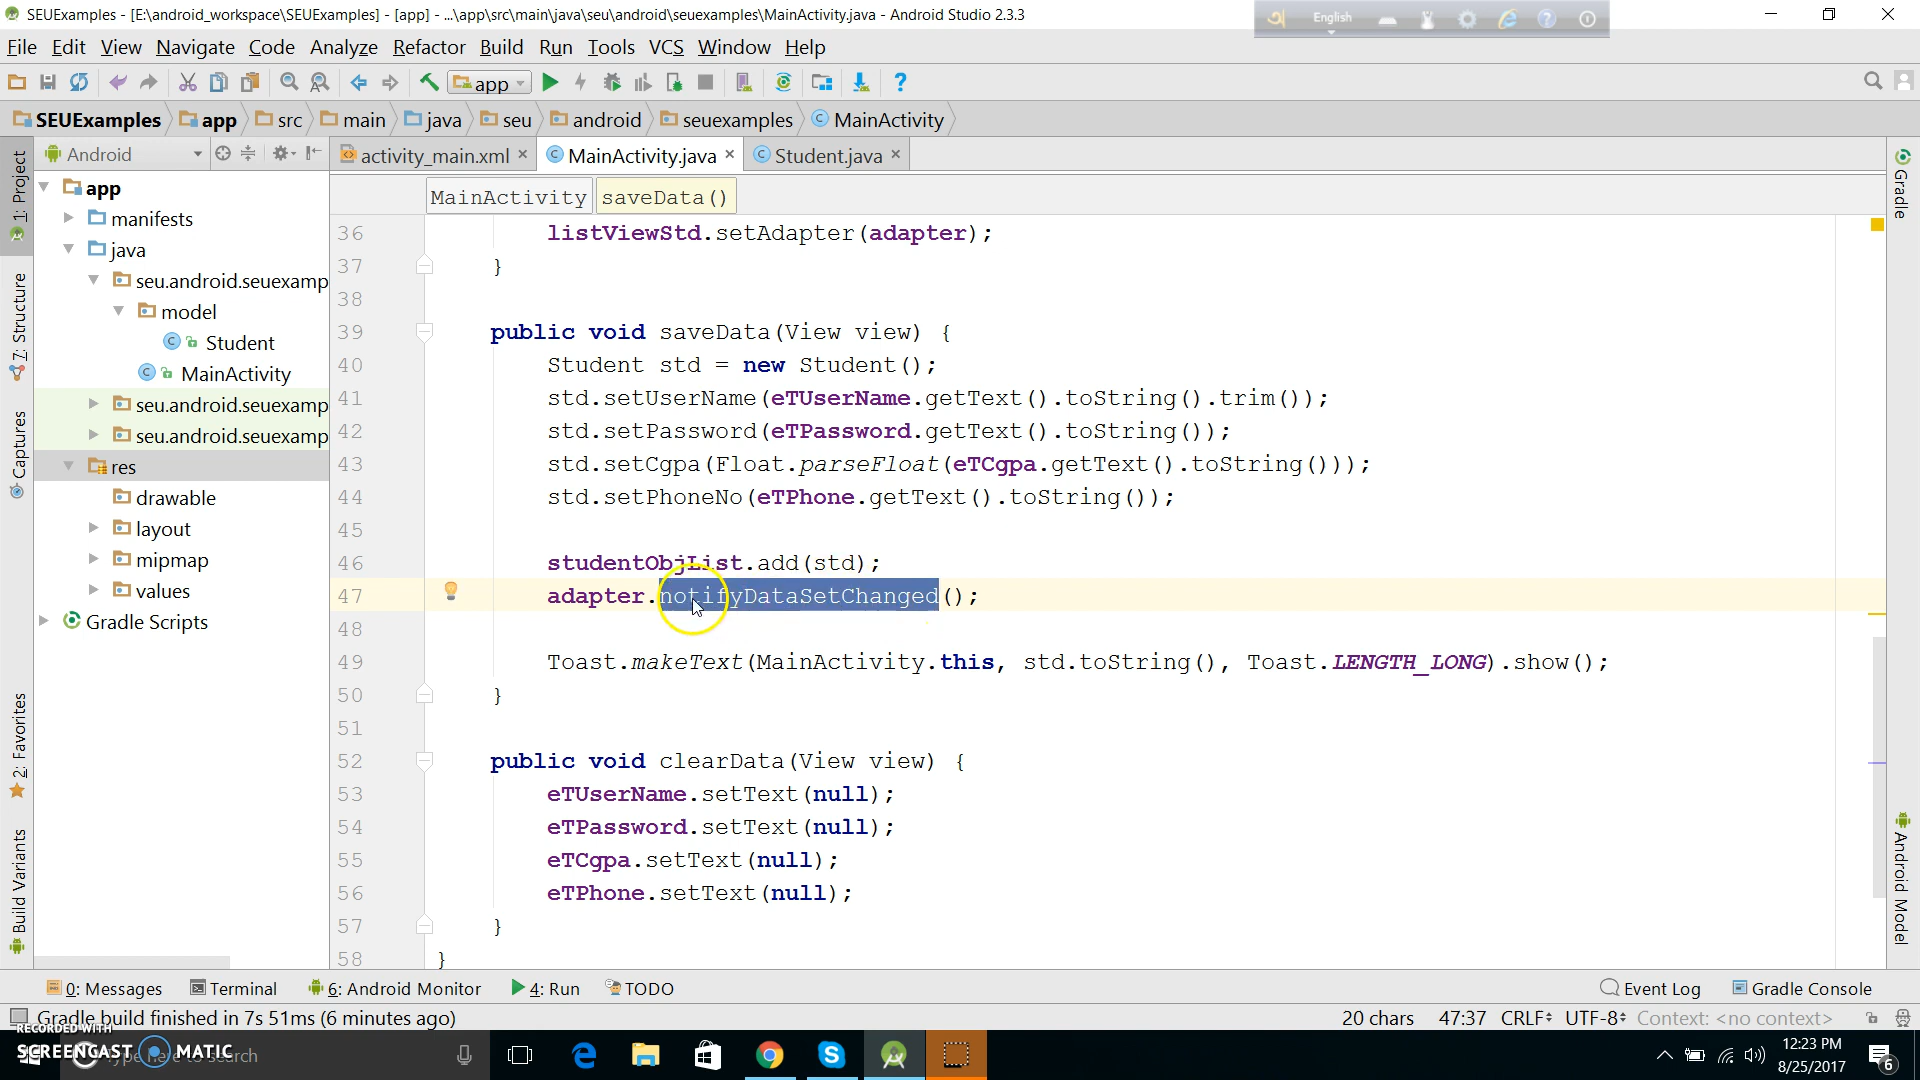 SEUExamples - [E:\android_workspace\SEUExamples] - [app] - ...\app\src\main\java\seu\android\seuexamples\MainActivity.java - Android Studio 2.3.3
English
File Edit View Navigate Code Analyze Refactor Build Run Tools VCS Window Help
app
SEUExamples app src main java seu android seuexamples MainActivity
Android
activity_main.xml MainActivity.java Student.java
MainActivity saveData()
1: Project
7: Structure
Captures
2: Favorites
Build Variants
app
manifests
java
seu.android.seuexamp
model
Student
MainActivity
seu.android.seuexamp
seu.android.seuexamp
res
drawable
layout
mipmap
values
Gradle Scripts
36 listViewStd.setAdapter(adapter);
37 }
38
39 public void saveData(View view) {
40 Student std = new Student();
41 std.setUserName(eTUserName.getText().toString().trim());
42 std.setPassword(eTPassword.getText().toString());
43 std.setCgpa(Float.parseFloat(eTCgpa.getText().toString()));
44 std.setPhoneNo(eTPhone.getText().toString());
45
46 studentObjList.add(std);
47 adapter.notifyDataSetChanged();
48
49 Toast.makeText(MainActivity.this, std.toString(), Toast.LENGTH_LONG).show();
50 }
51
52 public void clearData(View view) {
53 eTUserName.setText(null);
54 eTPassword.setText(null);
55 eTCgpa.setText(null);
56 eTPhone.setText(null);
57 }
58 }
Gradle
Android Model
0: Messages Terminal 6: Android Monitor 4: Run TODO Event Log Gradle Console
Gradle build finished in 7s 51ms (6 minutes ago) 20 chars 47:37 CRLF UTF-8 Context: <no context>
RECORDED WITH
SCREENCAST MATIC
Type here to search
12:23 PM
8/25/2017
6